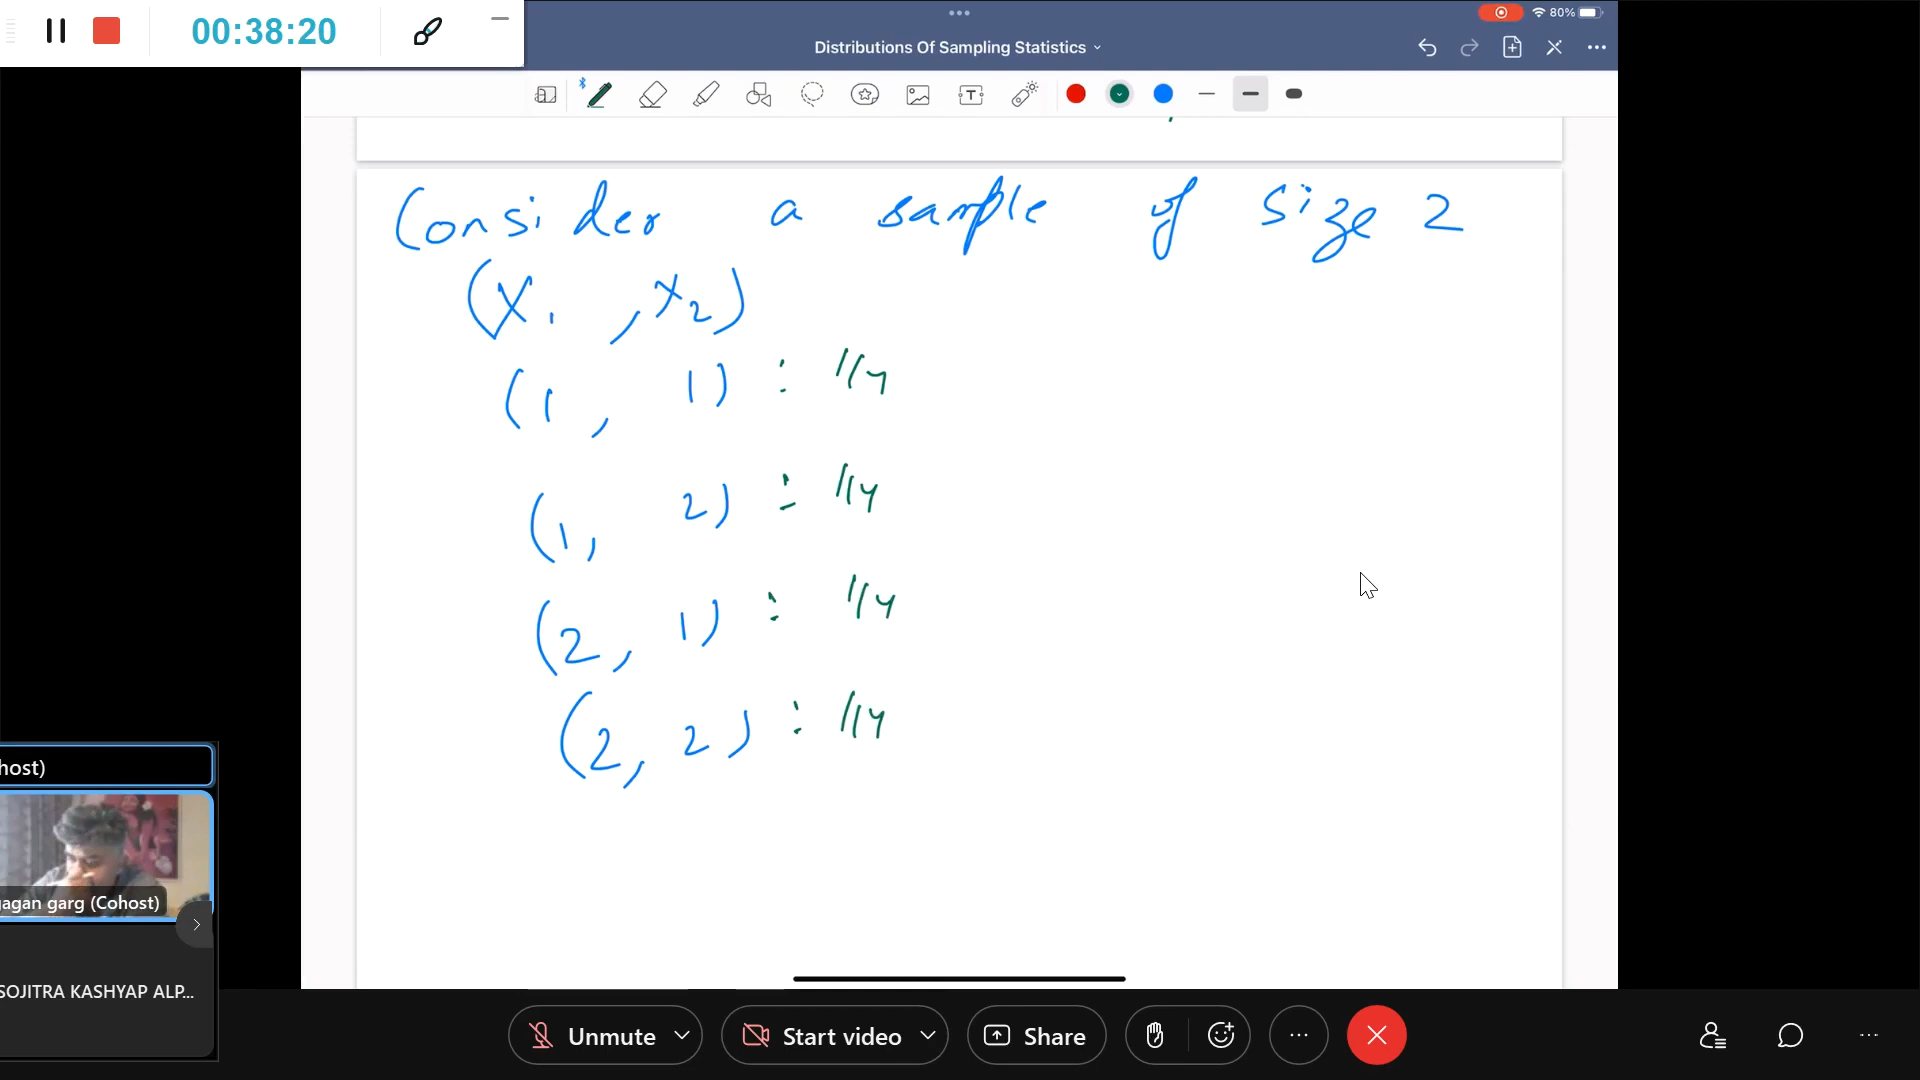 00:38:20
80%
Distributions Of Sampling Statistics
Consider a sample of size 2
(X1, X2)
(1, 1) : 1/4
(1, 2) : 1/4
(2, 1) : 1/4
(2, 2) : 1/4
host)
gagan garg (Cohost)
SOJITRA KASHYAP ALP...
Unmute
Start video
Share